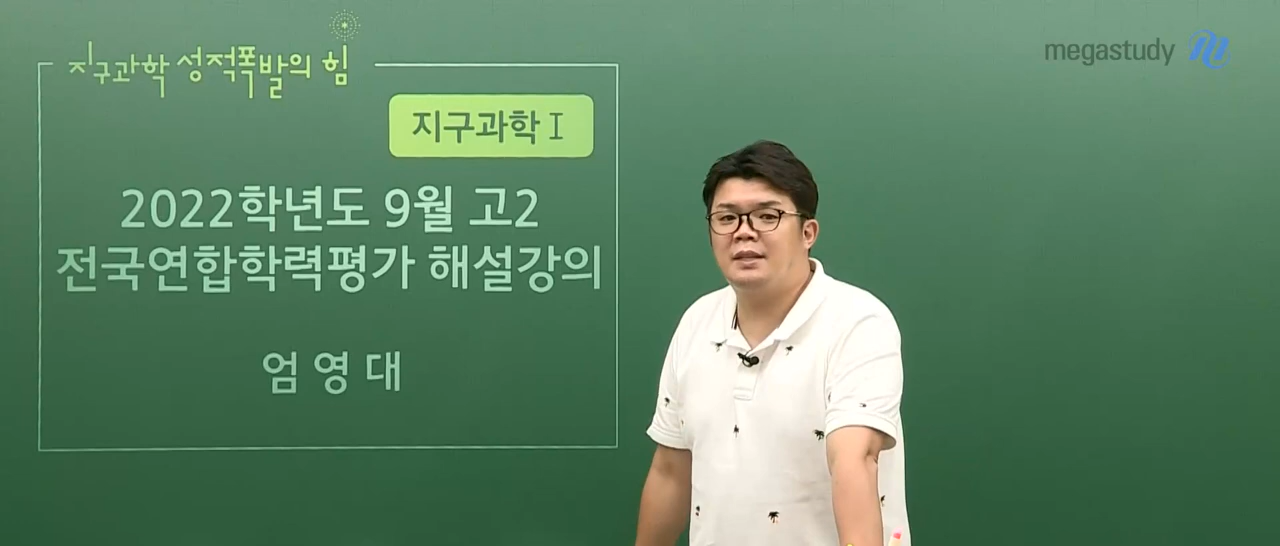 지구과학 성적폭발의 힘
megastudy
지구과학 I
2022학년도 9월 고2
전국연합학력평가 해설강의
엄영대